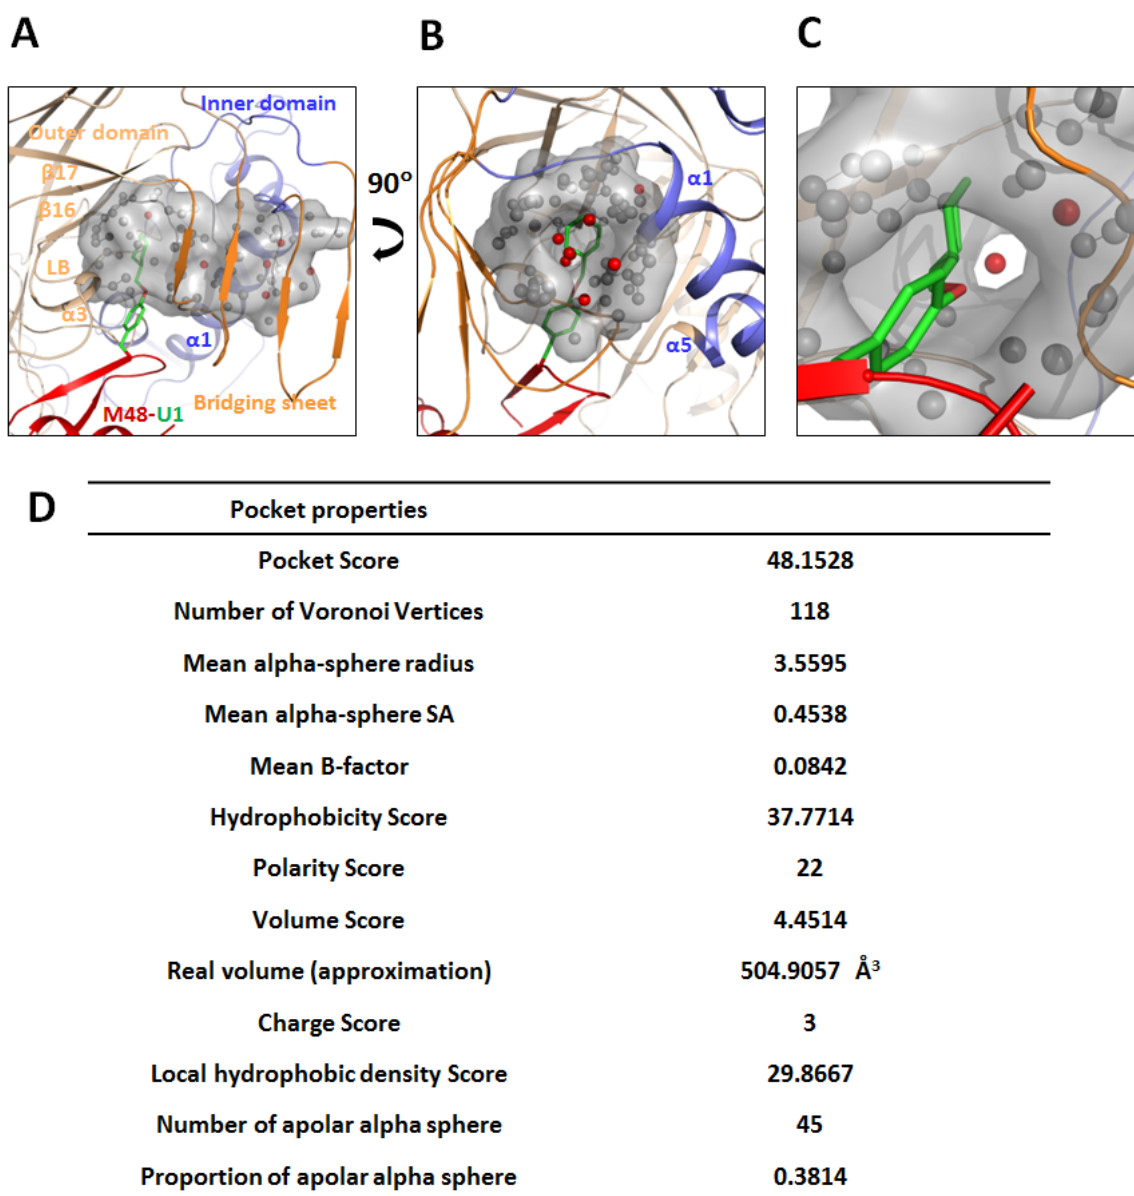 A
B
C
Inner domain
Outer domain
β17
β16
LB
α3
α1
M48-U1
Bridging sheet
90°
α1
α5
D
Pocket properties
Pocket Score 48.1528
Number of Voronoi Vertices 118
Mean alpha-sphere radius 3.5595
Mean alpha-sphere SA 0.4538
Mean B-factor 0.0842
Hydrophobicity Score 37.7714
Polarity Score 22
Volume Score 4.4514
Real volume (approximation) 504.9057 Å³
Charge Score 3
Local hydrophobic density Score 29.8667
Number of apolar alpha sphere 45
Proportion of apolar alpha sphere 0.3814